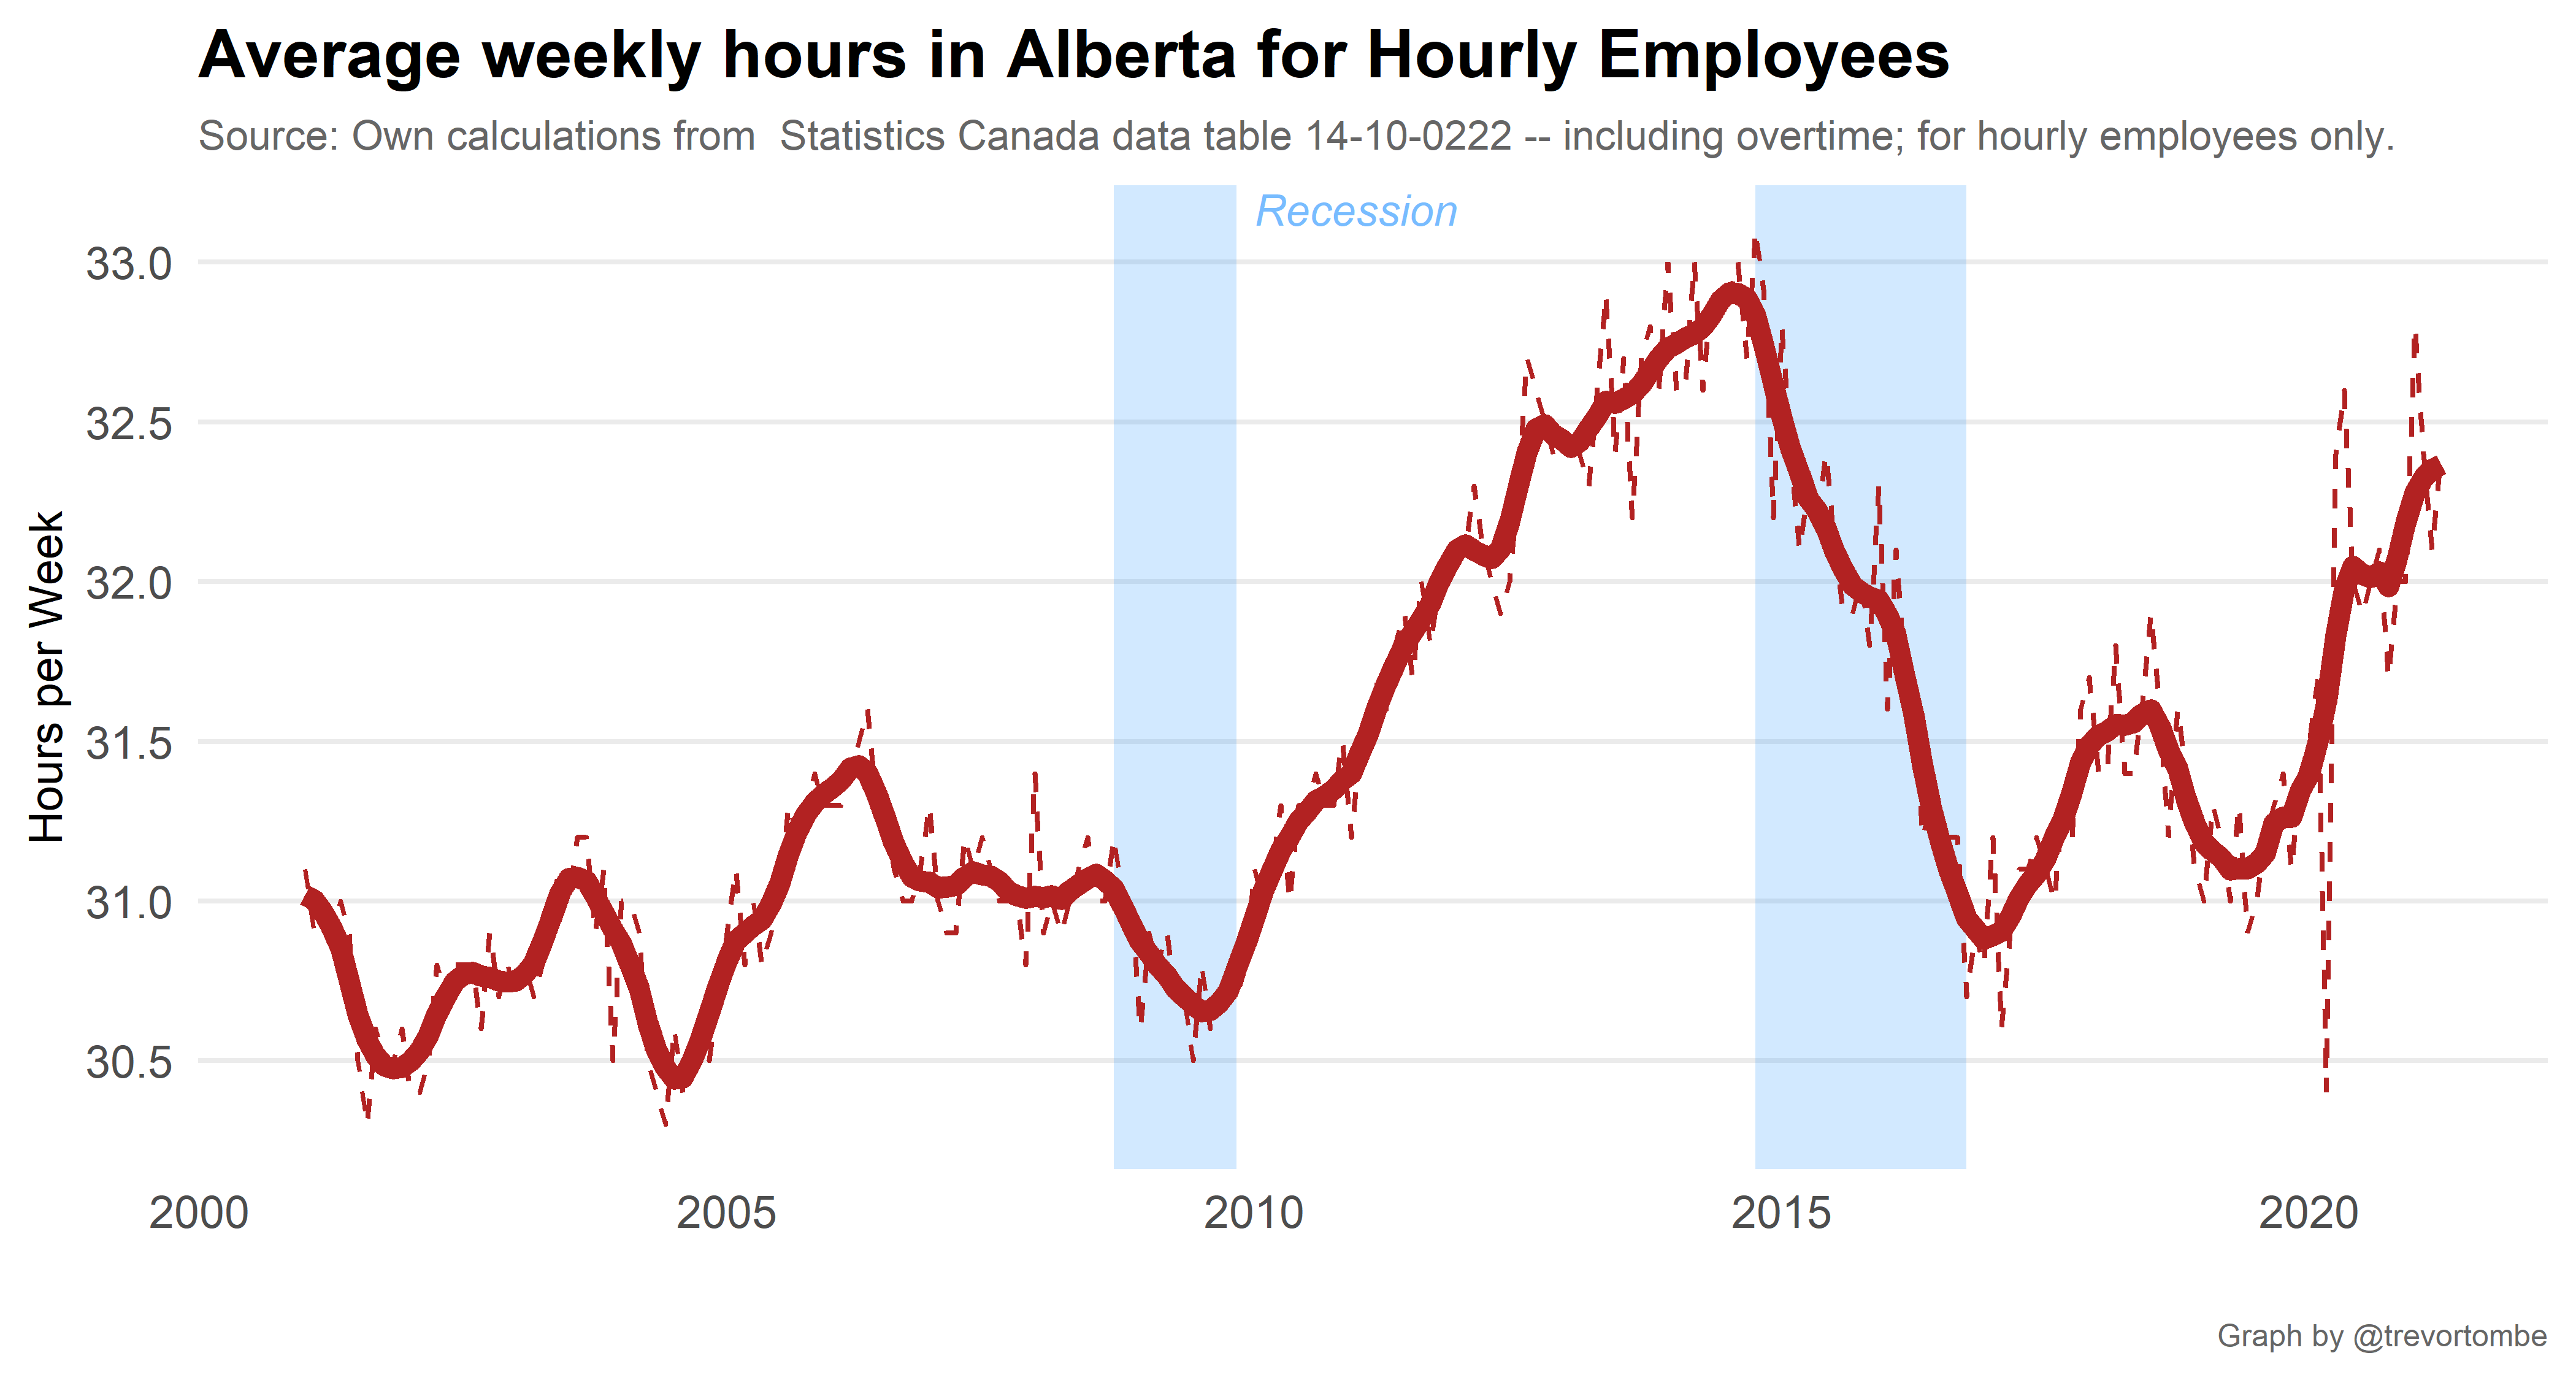 Average weekly hours in Alberta for Hourly Employees
Source: Own calculations from  Statistics Canada data table 14-10-0222 -- including overtime; for hourly employees only.
Recession
Hours per Week
33.0
32.5
32.0
31.5
31.0
30.5
2000
2005
2010
2015
2020
Graph by @trevortombe